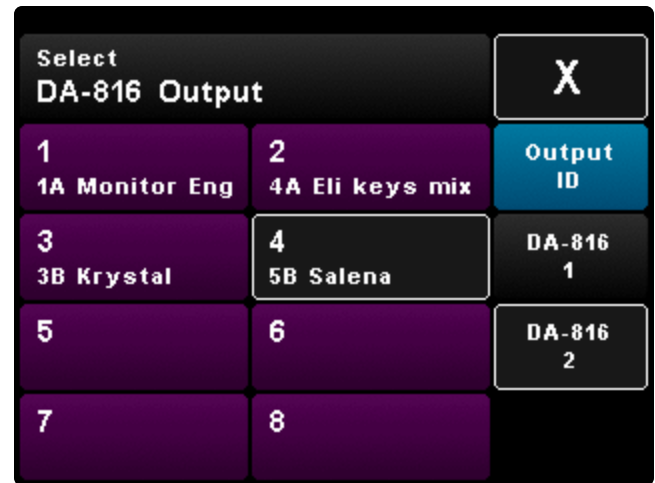 Select
DA-816 Output
X
1
1A Monitor Eng
2
4A Eli keys mix
Output
ID
3
3B Krystal
4
5B Salena
DA-816
1
5
6
DA-816
2
7
8